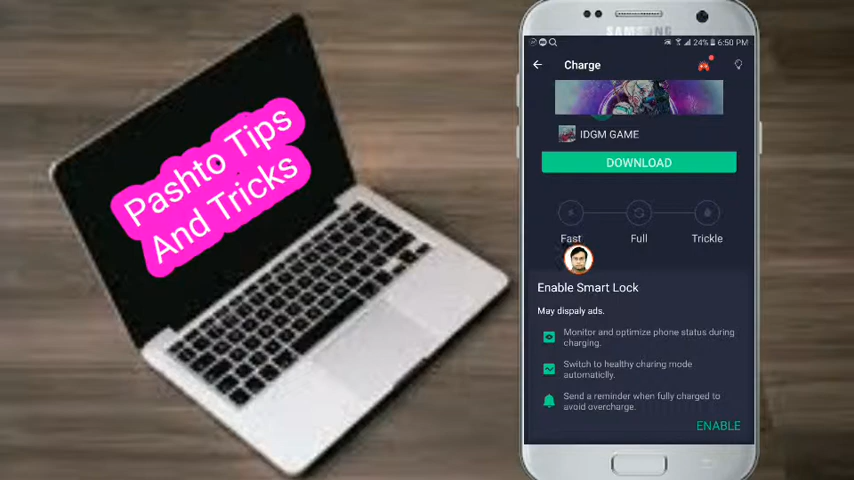 Pashto Tips
And Tricks
SAMSUNG
24% 6:50 PM
Charge
IDGM GAME
DOWNLOAD
Fast Full Trickle
Enable Smart Lock
May dispaly ads.
Monitor and optimize phone status during
charging.
Switch to healthy charing mode
automaticlly.
Send a reminder when fully charged to
avoid overcharge.
ENABLE